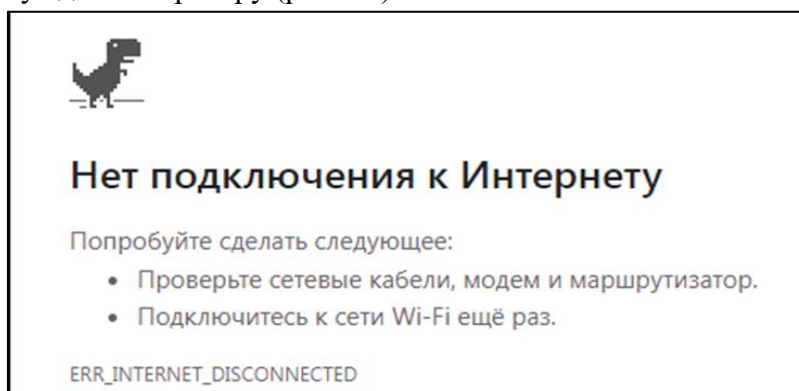 Нет подключения к Интернету
Попробуйте сделать следующее:
• Проверьте сетевые кабели, модем и маршрутизатор.
• Подключитесь к сети Wi-Fi ещё раз.
ERR_INTERNET_DISCONNECTED